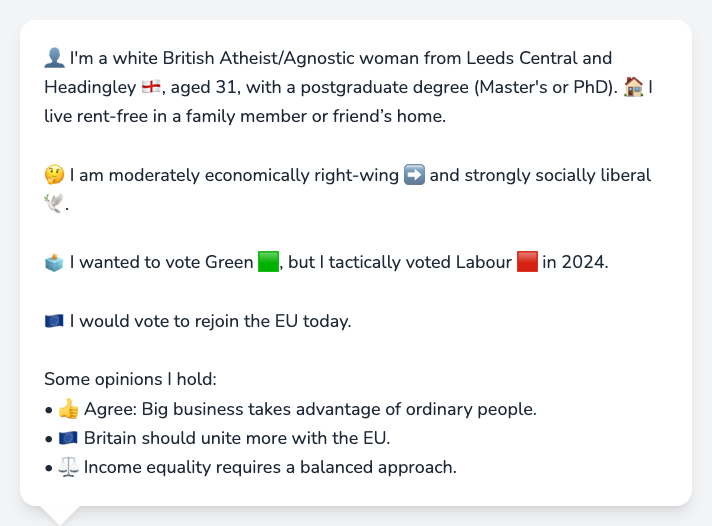 👤 I'm a white British Atheist/Agnostic woman from Leeds Central and
Headingley 🏴󠁧󠁢󠁥󠁮󠁧󠁿, aged 31, with a postgraduate degree (Master's or PhD). 🏠 I
live rent-free in a family member or friend’s home.
🤔 I am moderately economically right-wing ➡️ and strongly socially liberal
🕊️.
🗳️ I wanted to vote Green 🟩, but I tactically voted Labour 🟥 in 2024.
🇪🇺 I would vote to rejoin the EU today.
Some opinions I hold:
• 👍 Agree: Big business takes advantage of ordinary people.
• 🇪🇺 Britain should unite more with the EU.
• ⚖️ Income equality requires a balanced approach.